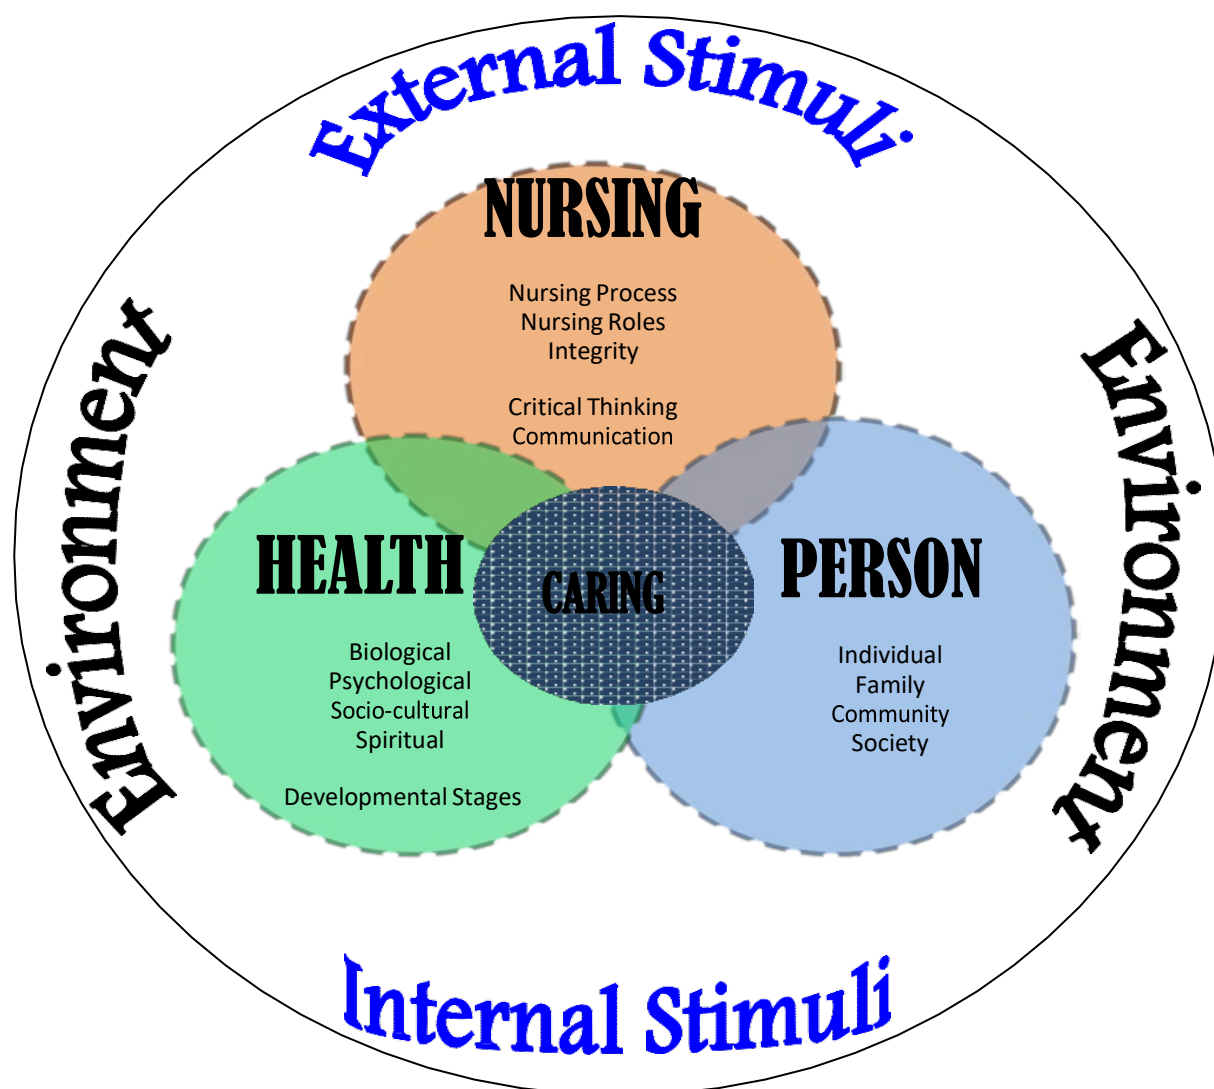 External Stimuli
NURSING
Nursing Process
Nursing Roles
Integrity
Critical Thinking
Communication
Environment
Environment
HEALTH
CARING
PERSON
Biological
Psychological
Socio-cultural
Spiritual
Developmental Stages
Individual
Family
Community
Society
Internal Stimuli